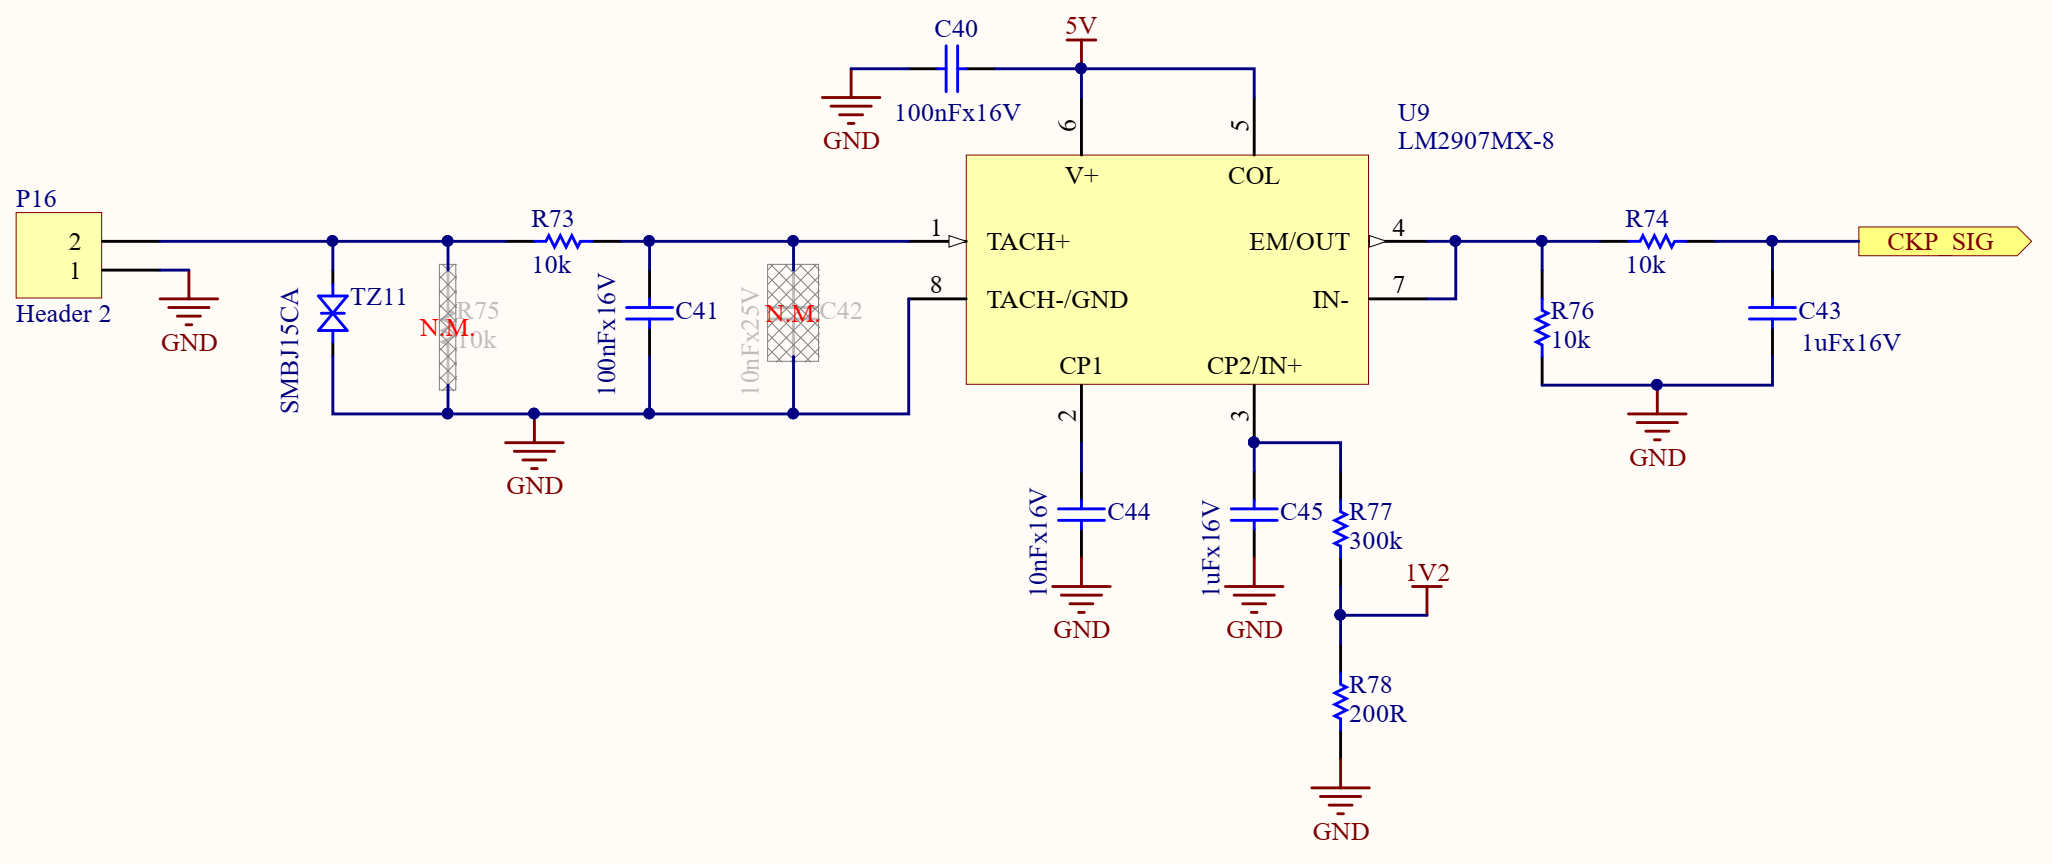 C40
5V
100nFx16V
GND
6
5
U9
LM2907MX-8
V+
COL
P16
2
1
Header 2
GND
R73
10k
1
TACH+
EM/OUT
4
8
TACH-/GND
IN-
7
R74
10k
CKP_SIG
SMBJ15CA
TZ11
R75
10k
N.M.
100nFx16V
C41
10nFx25V
C42
N.M.
CP1
CP2/IN+
R76
10k
C43
1uFx16V
GND
GND
2
3
10nFx16V
C44
1uFx16V
C45
R77
300k
GND
GND
1V2
R78
200R
GND